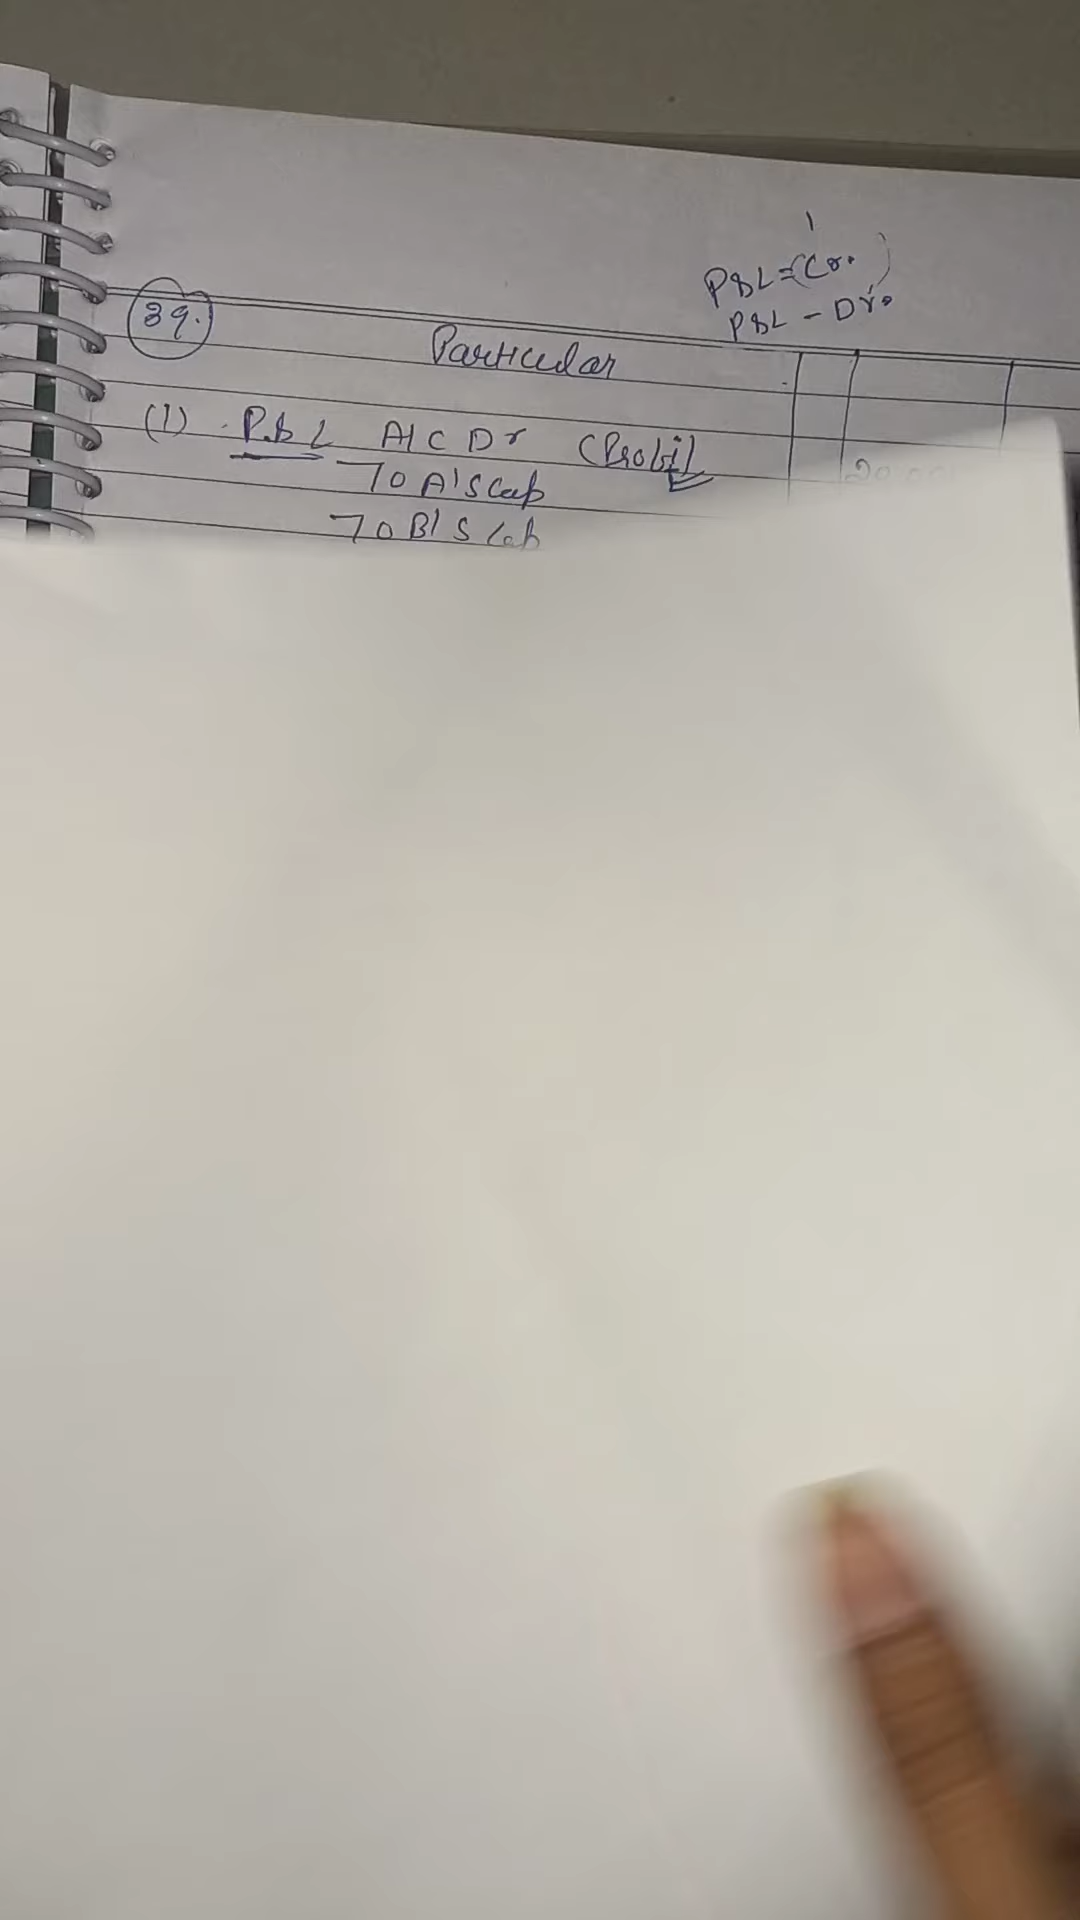 P&L=(Cr.)
P&L - Dr.
39.
Particular
(1) P&L A/C Dr (Profit)
To A's Cap
To B's Cap